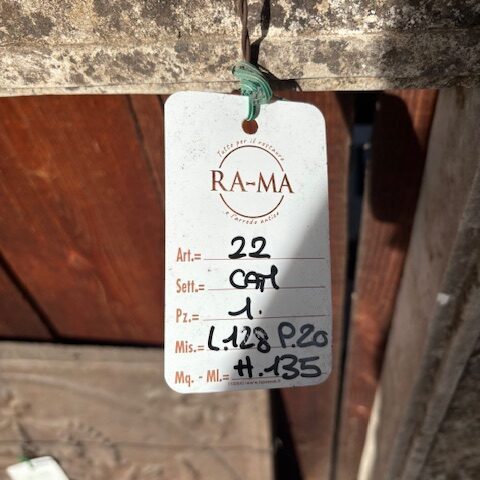 Tutto per il restauro
RA-MA
e l'arredo antico
Art.= 22
Sett.= CAM
Pz.= 1.
Mis.= L.128 P.20
Mq. - Ml.= H.135